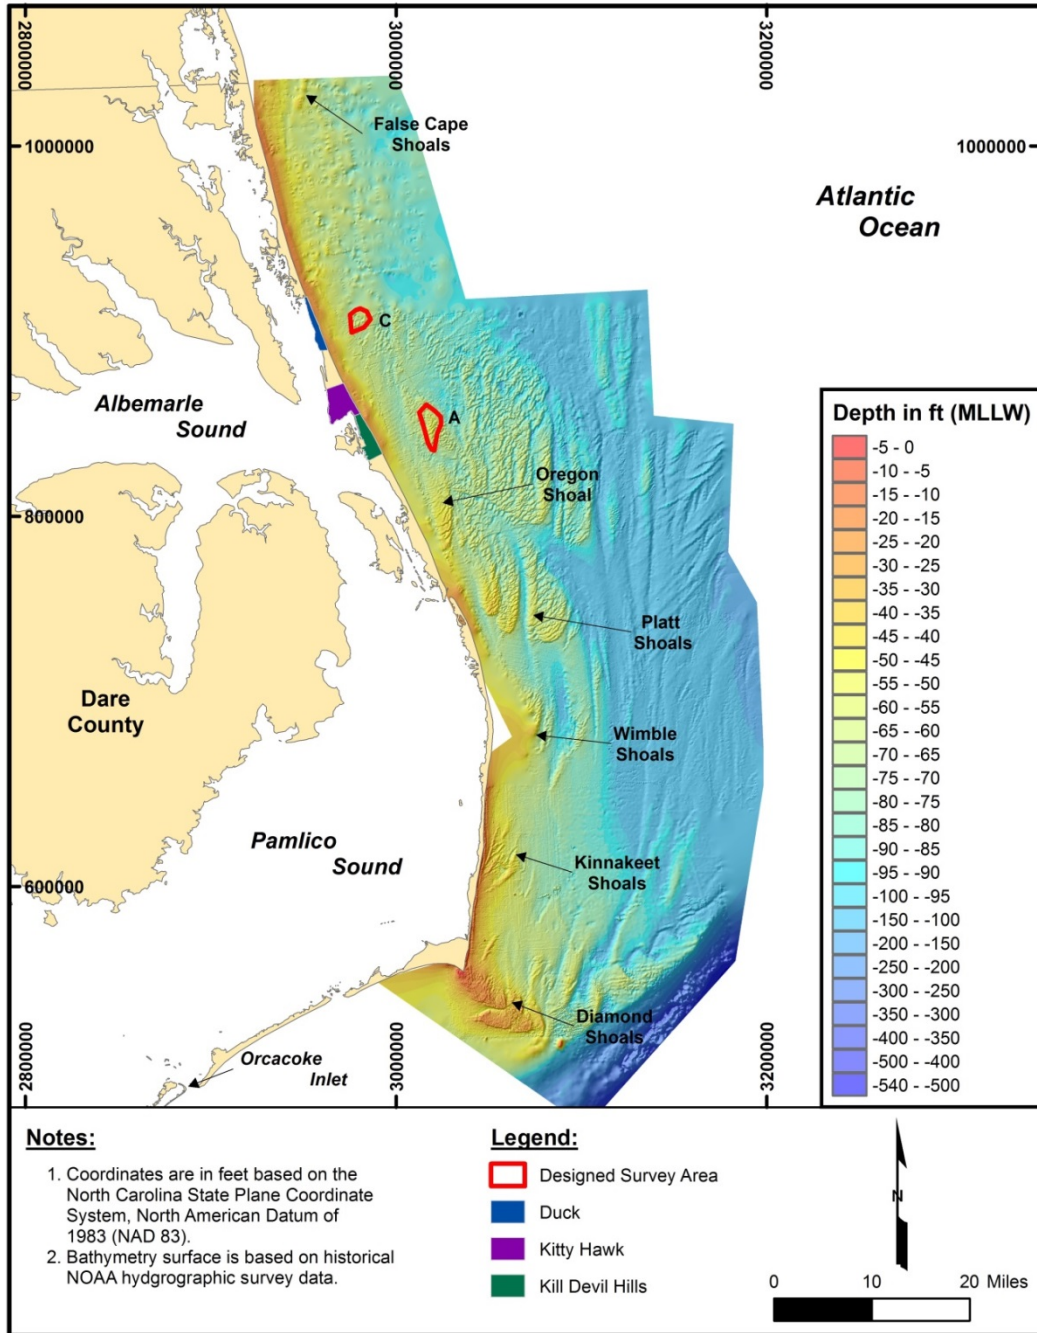 2800000
3000000
3200000
1000000
1000000
800000
600000
False Cape
Shoals
Atlantic
Ocean
C
A
Albemarle
Sound
Oregon
Shoal
Platt
Shoals
Dare
County
Wimble
Shoals
Pamlico
Sound
Kinnakeet
Shoals
Diamond
Shoals
Orcacoke
Inlet
2800000
3000000
3200000
Depth in ft (MLLW)
-5 - 0
-10 - -5
-15 - -10
-20 - -15
-25 - -20
-30 - -25
-35 - -30
-40 - -35
-45 - -40
-50 - -45
-55 - -50
-60 - -55
-65 - -60
-70 - -65
-75 - -70
-80 - -75
-85 - -80
-90 - -85
-95 - -90
-100 - -95
-150 - -100
-200 - -150
-250 - -200
-300 - -250
-350 - -300
-400 - -350
-500 - -400
-540 - -500
Notes:
1. Coordinates are in feet based on the
North Carolina State Plane Coordinate
System, North American Datum of
1983 (NAD 83).
2. Bathymetry surface is based on historical
NOAA hydgrographic survey data.
Legend:
Designed Survey Area
Duck
Kitty Hawk
Kill Devil Hills
N
0 10 20 Miles